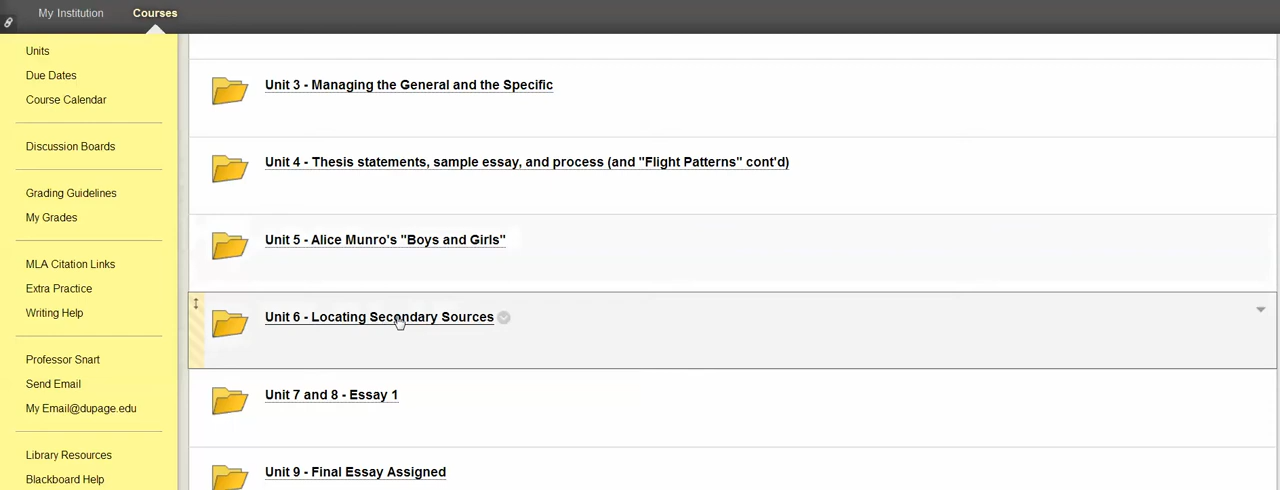 My Institution
Courses
Units
Due Dates
Course Calendar
Discussion Boards
Grading Guidelines
My Grades
MLA Citation Links
Extra Practice
Writing Help
Professor Snart
Send Email
My Email@dupage.edu
Library Resources
Blackboard Help
Unit 3 - Managing the General and the Specific
Unit 4 - Thesis statements, sample essay, and process (and "Flight Patterns" cont'd)
Unit 5 - Alice Munro's "Boys and Girls"
Unit 6 - Locating Secondary Sources
Unit 7 and 8 - Essay 1
Unit 9 - Final Essay Assigned